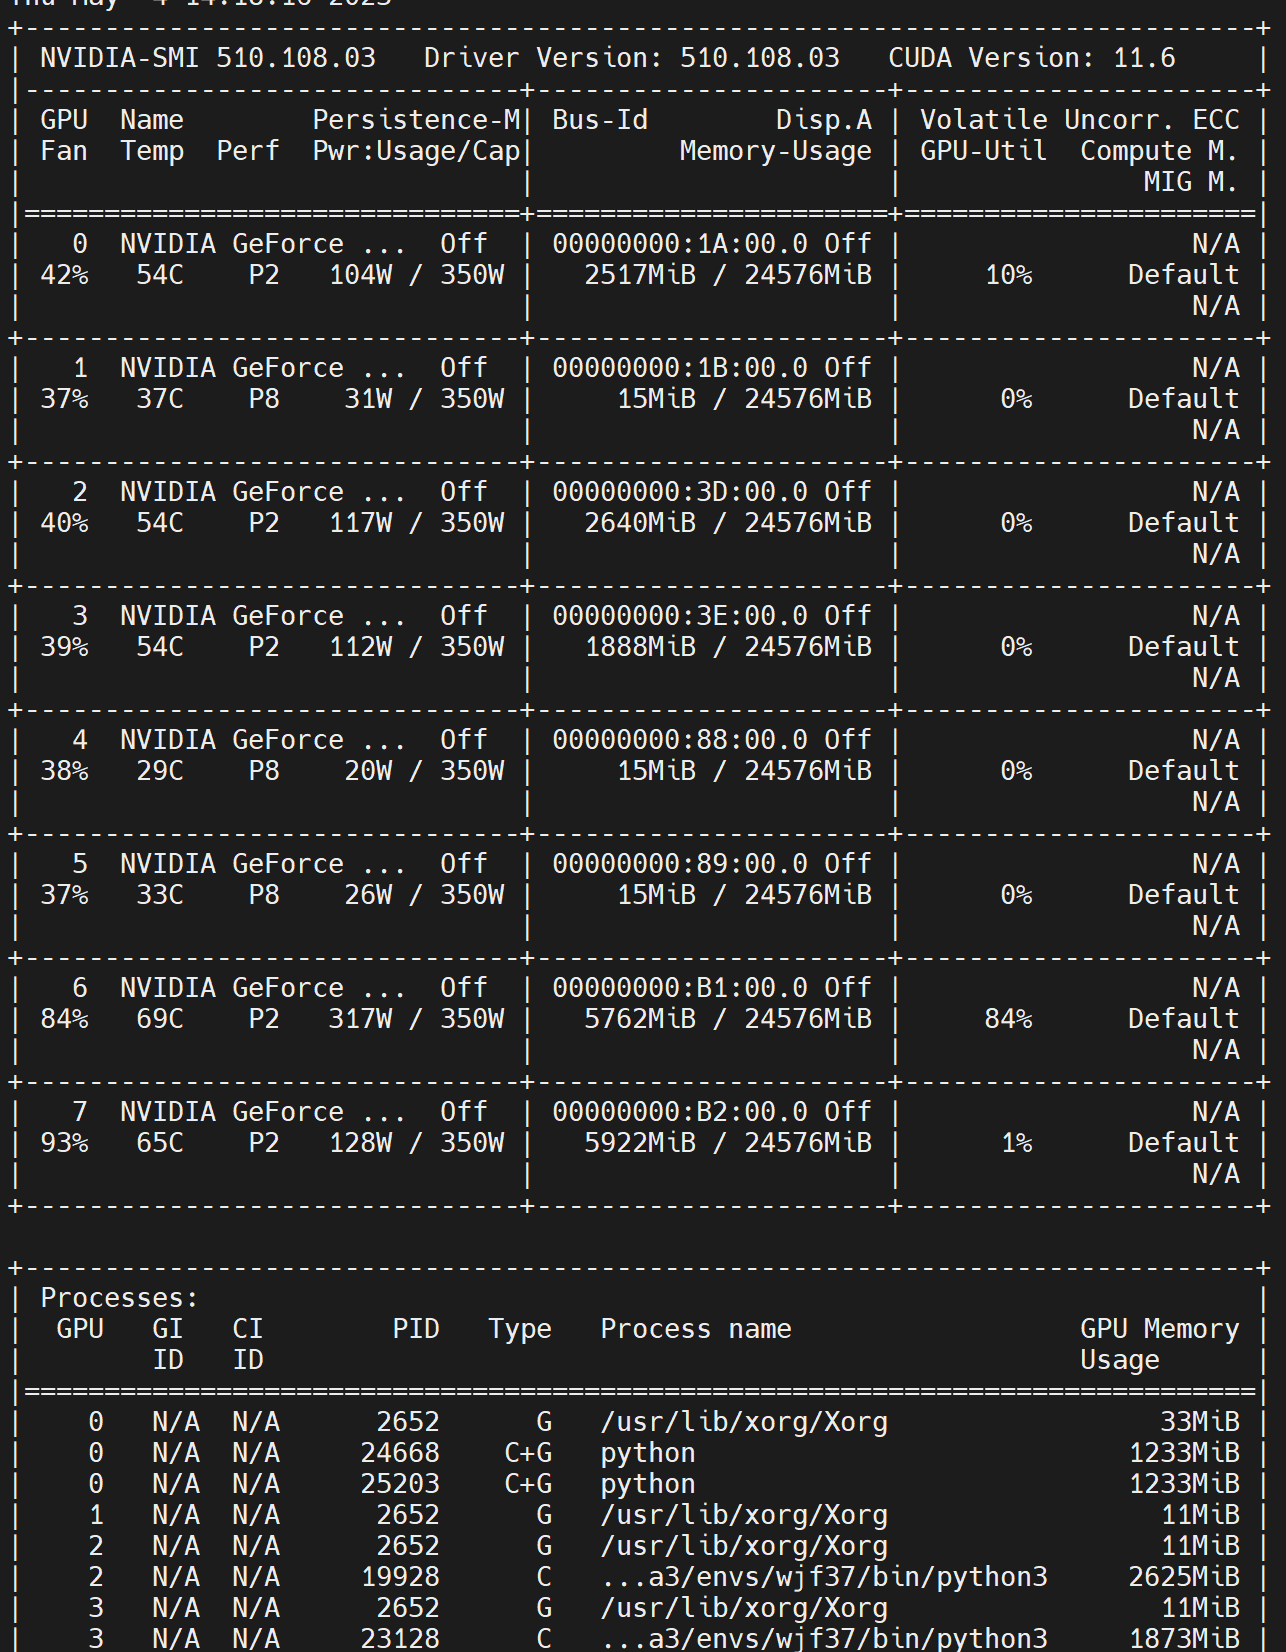 Thu May  4 14:18:18 2023
+-----------------------------------------------------------------------------+
| NVIDIA-SMI 510.108.03   Driver Version: 510.108.03   CUDA Version: 11.6     |
|-------------------------------+----------------------+----------------------+
| GPU  Name        Persistence-M| Bus-Id        Disp.A | Volatile Uncorr. ECC |
| Fan  Temp  Perf  Pwr:Usage/Cap|         Memory-Usage | GPU-Util  Compute M. |
|                               |                      |               MIG M. |
|===============================+======================+======================|
|   0  NVIDIA GeForce ...  Off  | 00000000:1A:00.0 Off |                  N/A |
| 42%   54C    P2   104W / 350W |   2517MiB / 24576MiB |     10%      Default |
|                               |                      |                  N/A |
+-------------------------------+----------------------+----------------------+
|   1  NVIDIA GeForce ...  Off  | 00000000:1B:00.0 Off |                  N/A |
| 37%   37C    P8    31W / 350W |     15MiB / 24576MiB |      0%      Default |
|                               |                      |                  N/A |
+-------------------------------+----------------------+----------------------+
|   2  NVIDIA GeForce ...  Off  | 00000000:3D:00.0 Off |                  N/A |
| 40%   54C    P2   117W / 350W |   2640MiB / 24576MiB |      0%      Default |
|                               |                      |                  N/A |
+-------------------------------+----------------------+----------------------+
|   3  NVIDIA GeForce ...  Off  | 00000000:3E:00.0 Off |                  N/A |
| 39%   54C    P2   112W / 350W |   1888MiB / 24576MiB |      0%      Default |
|                               |                      |                  N/A |
+-------------------------------+----------------------+----------------------+
|   4  NVIDIA GeForce ...  Off  | 00000000:88:00.0 Off |                  N/A |
| 38%   29C    P8    20W / 350W |     15MiB / 24576MiB |      0%      Default |
|                               |                      |                  N/A |
+-------------------------------+----------------------+----------------------+
|   5  NVIDIA GeForce ...  Off  | 00000000:89:00.0 Off |                  N/A |
| 37%   33C    P8    26W / 350W |     15MiB / 24576MiB |      0%      Default |
|                               |                      |                  N/A |
+-------------------------------+----------------------+----------------------+
|   6  NVIDIA GeForce ...  Off  | 00000000:B1:00.0 Off |                  N/A |
| 84%   69C    P2   317W / 350W |   5762MiB / 24576MiB |     84%      Default |
|                               |                      |                  N/A |
+-------------------------------+----------------------+----------------------+
|   7  NVIDIA GeForce ...  Off  | 00000000:B2:00.0 Off |                  N/A |
| 93%   65C    P2   128W / 350W |   5922MiB / 24576MiB |      1%      Default |
|                               |                      |                  N/A |
+-------------------------------+----------------------+----------------------+
+-----------------------------------------------------------------------------+
| Processes:                                                                  |
|  GPU   GI   CI        PID   Type   Process name                  GPU Memory |
|        ID   ID                                                   Usage      |
|=============================================================================|
|    0   N/A  N/A      2652      G   /usr/lib/xorg/Xorg                 33MiB |
|    0   N/A  N/A     24668    C+G   python                           1233MiB |
|    0   N/A  N/A     25203    C+G   python                           1233MiB |
|    1   N/A  N/A      2652      G   /usr/lib/xorg/Xorg                 11MiB |
|    2   N/A  N/A      2652      G   /usr/lib/xorg/Xorg                 11MiB |
|    2   N/A  N/A     19928      C   ...a3/envs/wjf37/bin/python3     2625MiB |
|    3   N/A  N/A      2652      G   /usr/lib/xorg/Xorg                 11MiB |
|    3   N/A  N/A     23128      C   ...a3/envs/wjf37/bin/python3     1873MiB |